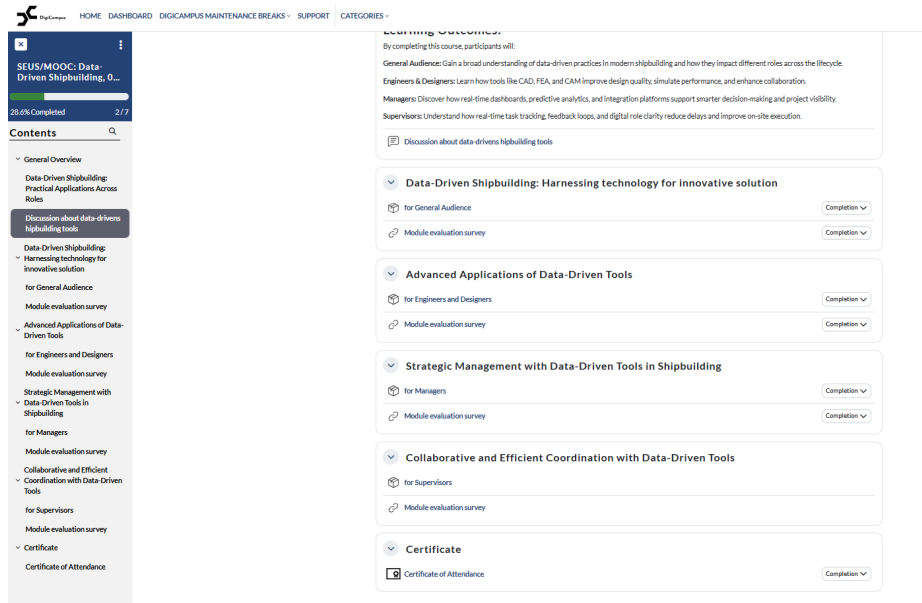 DigiCampus
HOME DASHBOARD DIGICAMPUS MAINTENANCE BREAKS SUPPORT CATEGORIES
SEUS/MOOC: Data-
Driven Shipbuilding, 0...
28.6% Completed 2/7
Contents
General Overview
Data-Driven Shipbuilding:
Practical Applications Across
Roles
Discussion about data-drivens
hipbuilding tools
Data-Driven Shipbuilding:
Harnessing technology for
innovative solution
for General Audience
Module evaluation survey
Advanced Applications of Data-
Driven Tools
for Engineers and Designers
Module evaluation survey
Strategic Management with
Data-Driven Tools in
Shipbuilding
for Managers
Module evaluation survey
Collaborative and Efficient
Coordination with Data-Driven
Tools
for Supervisors
Module evaluation survey
Certificate
Certificate of Attendance
Learning Outcomes:
By completing this course, participants will:
General Audience: Gain a broad understanding of data-driven practices in modern shipbuilding and how they impact different roles across the lifecycle.
Engineers & Designers: Learn how tools like CAD, FEA, and CAM improve design quality, simulate performance, and enhance collaboration.
Managers: Discover how real-time dashboards, predictive analytics, and integration platforms support smarter decision-making and project visibility.
Supervisors: Understand how real-time task tracking, feedback loops, and digital role clarity reduce delays and improve on-site execution.
Discussion about data-drivens hipbuilding tools
Data-Driven Shipbuilding: Harnessing technology for innovative solution
for General Audience Completion
Module evaluation survey Completion
Advanced Applications of Data-Driven Tools
for Engineers and Designers Completion
Module evaluation survey Completion
Strategic Management with Data-Driven Tools in Shipbuilding
for Managers Completion
Module evaluation survey Completion
Collaborative and Efficient Coordination with Data-Driven Tools
for Supervisors
Module evaluation survey
Certificate
Certificate of Attendance Completion